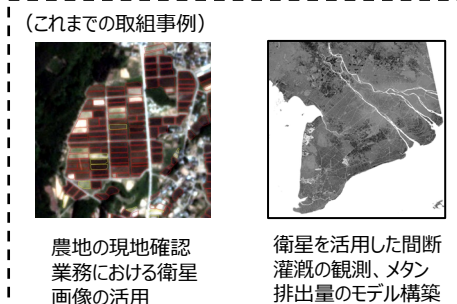 （これまでの取組事例）
農地の現地確認
業務における衛星
画像の活用
衛星を活用した間断
灌漑の観測、メタン
排出量のモデル構築